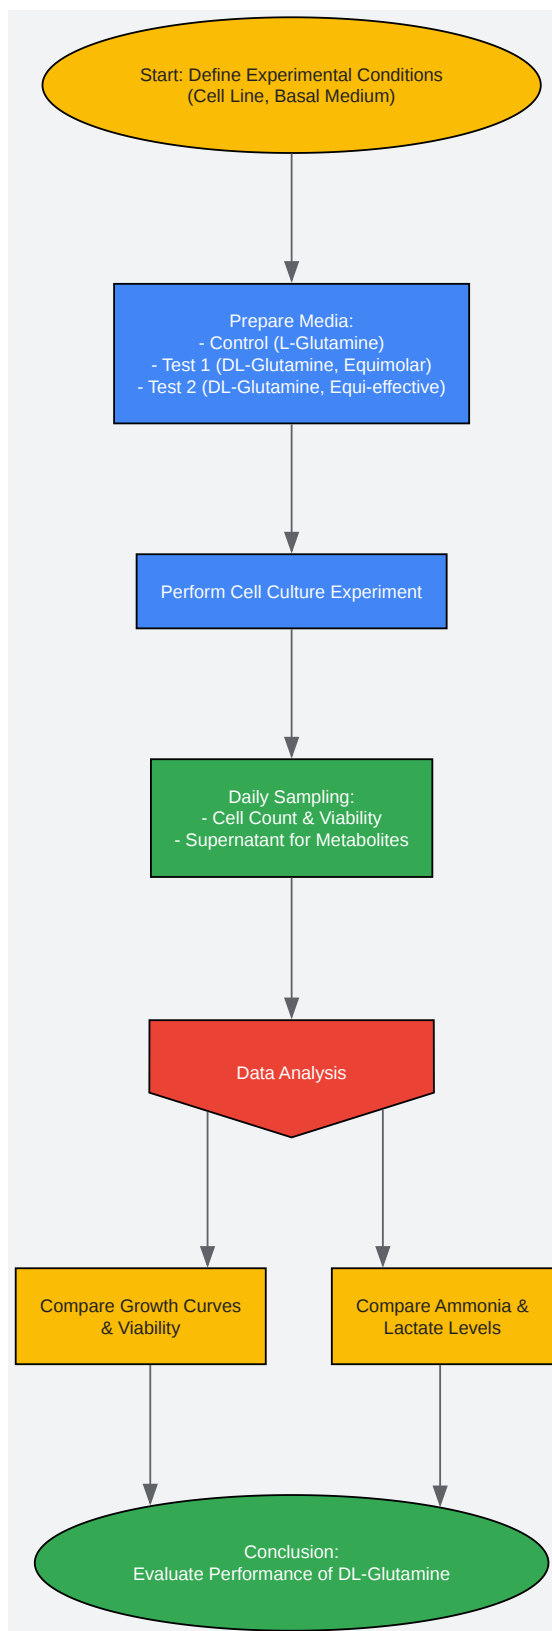 Start: Define Experimental Conditions
(Cell Line, Basal Medium)
Prepare Media:
- Control (L-Glutamine)
- Test 1 (DL-Glutamine, Equimolar)
- Test 2 (DL-Glutamine, Equi-effective)
Perform Cell Culture Experiment
Daily Sampling:
- Cell Count & Viability
- Supernatant for Metabolites
Data Analysis
Compare Growth Curves
& Viability
Compare Ammonia &
Lactate Levels
Conclusion:
Evaluate Performance of DL-Glutamine